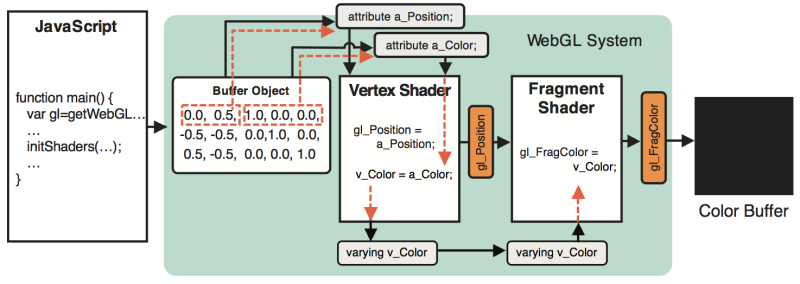 JavaScript
function main() {
var gl=getWebGL...
...
initShaders(...);
...
}
attribute a_Position;
attribute a_Color;
WebGL System
Buffer Object
0.0, 0.5, 1.0, 0.0, 0.0,
-0.5, -0.5, 0.0,1.0, 0.0,
0.5, -0.5, 0.0, 0.0, 1.0
Vertex Shader
gl_Position =
a_Position;
v_Color = a_Color;
gl_Position
Fragment
Shader
gl_FragColor =
v_Color;
gl_FragColor
Color Buffer
varying v_Color
varying v_Color